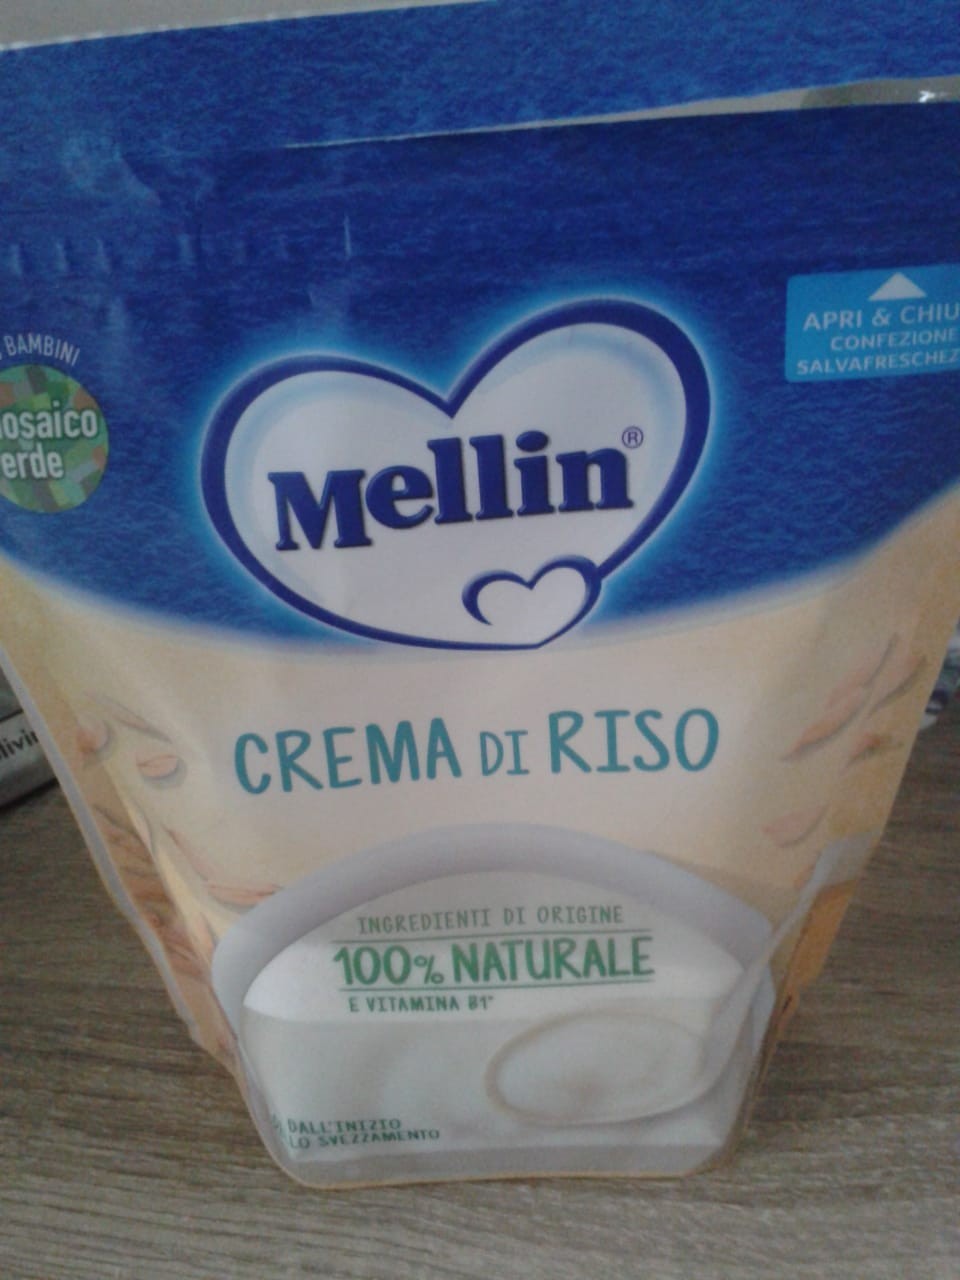 BAMBINI
osaico
erde
APRI & CHIU
CONFEZIONE
SALVAFRESCHEZ
Mellin®
CREMA DI RISO
INGREDIENTI DI ORIGINE
100% NATURALE
E VITAMINA B1*
DALL'INIZIO
LO SVEZZAMENTO